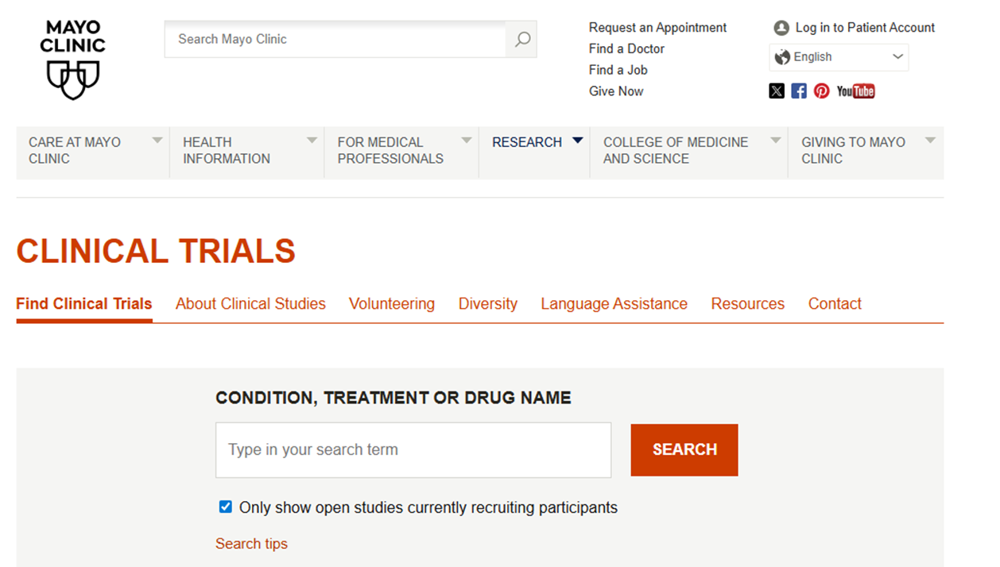 MAYO
CLINIC
Search Mayo Clinic
Request an Appointment
Find a Doctor
Find a Job
Give Now
Log in to Patient Account
English
X f P YouTube
CARE AT MAYO
CLINIC
HEALTH
INFORMATION
FOR MEDICAL
PROFESSIONALS
RESEARCH
COLLEGE OF MEDICINE
AND SCIENCE
GIVING TO MAYO
CLINIC
CLINICAL TRIALS
Find Clinical Trials About Clinical Studies Volunteering Diversity Language Assistance Resources Contact
CONDITION, TREATMENT OR DRUG NAME
Type in your search term
SEARCH
Only show open studies currently recruiting participants
Search tips